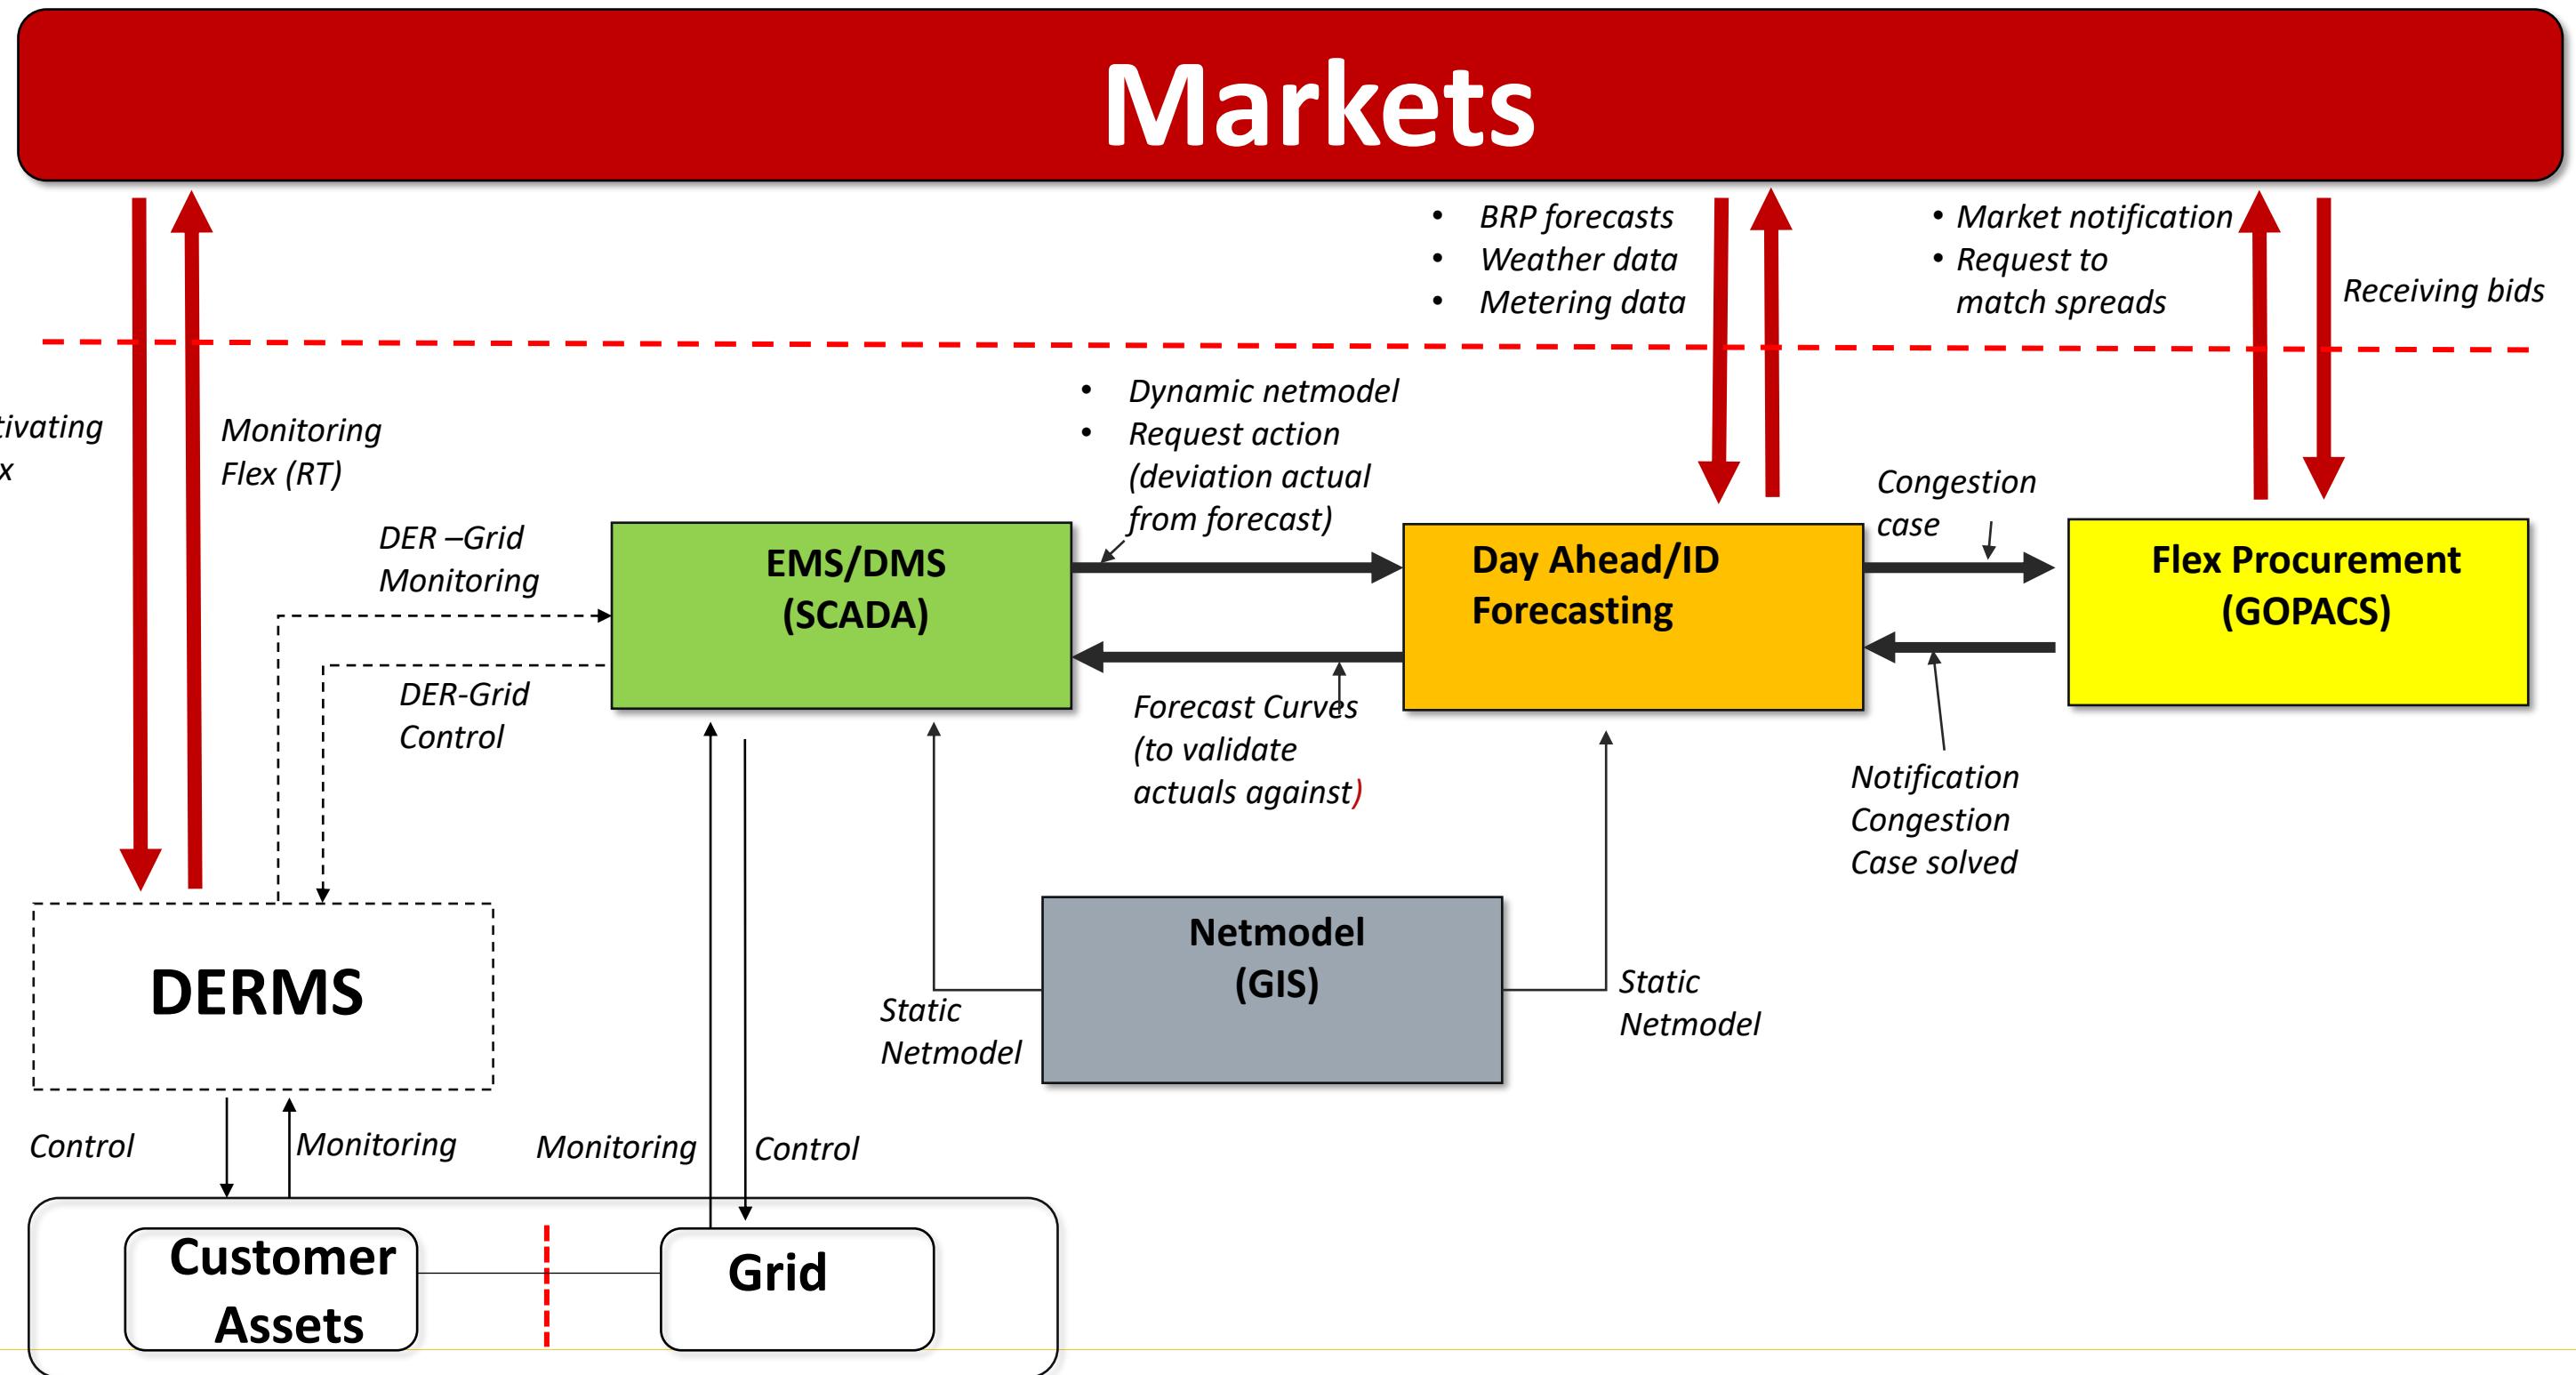 Markets
• BRP forecasts
• Weather data
• Metering data
• Market notification
• Request to
match spreads
Receiving bids
Monitoring
Flex (RT)
• Dynamic netmodel
• Request action
(deviation actual
from forecast)
Congestion
case
DER –Grid
Monitoring
EMS/DMS
(SCADA)
Day Ahead/ID
Forecasting
Flex Procurement
(GOPACS)
DER-Grid
Control
Forecast Curves
(to validate
actuals against)
Notification
Congestion
Case solved
DERMS
Netmodel
(GIS)
Static
Netmodel
Static
Netmodel
Control
Monitoring
Monitoring
Control
Customer
Assets
Grid